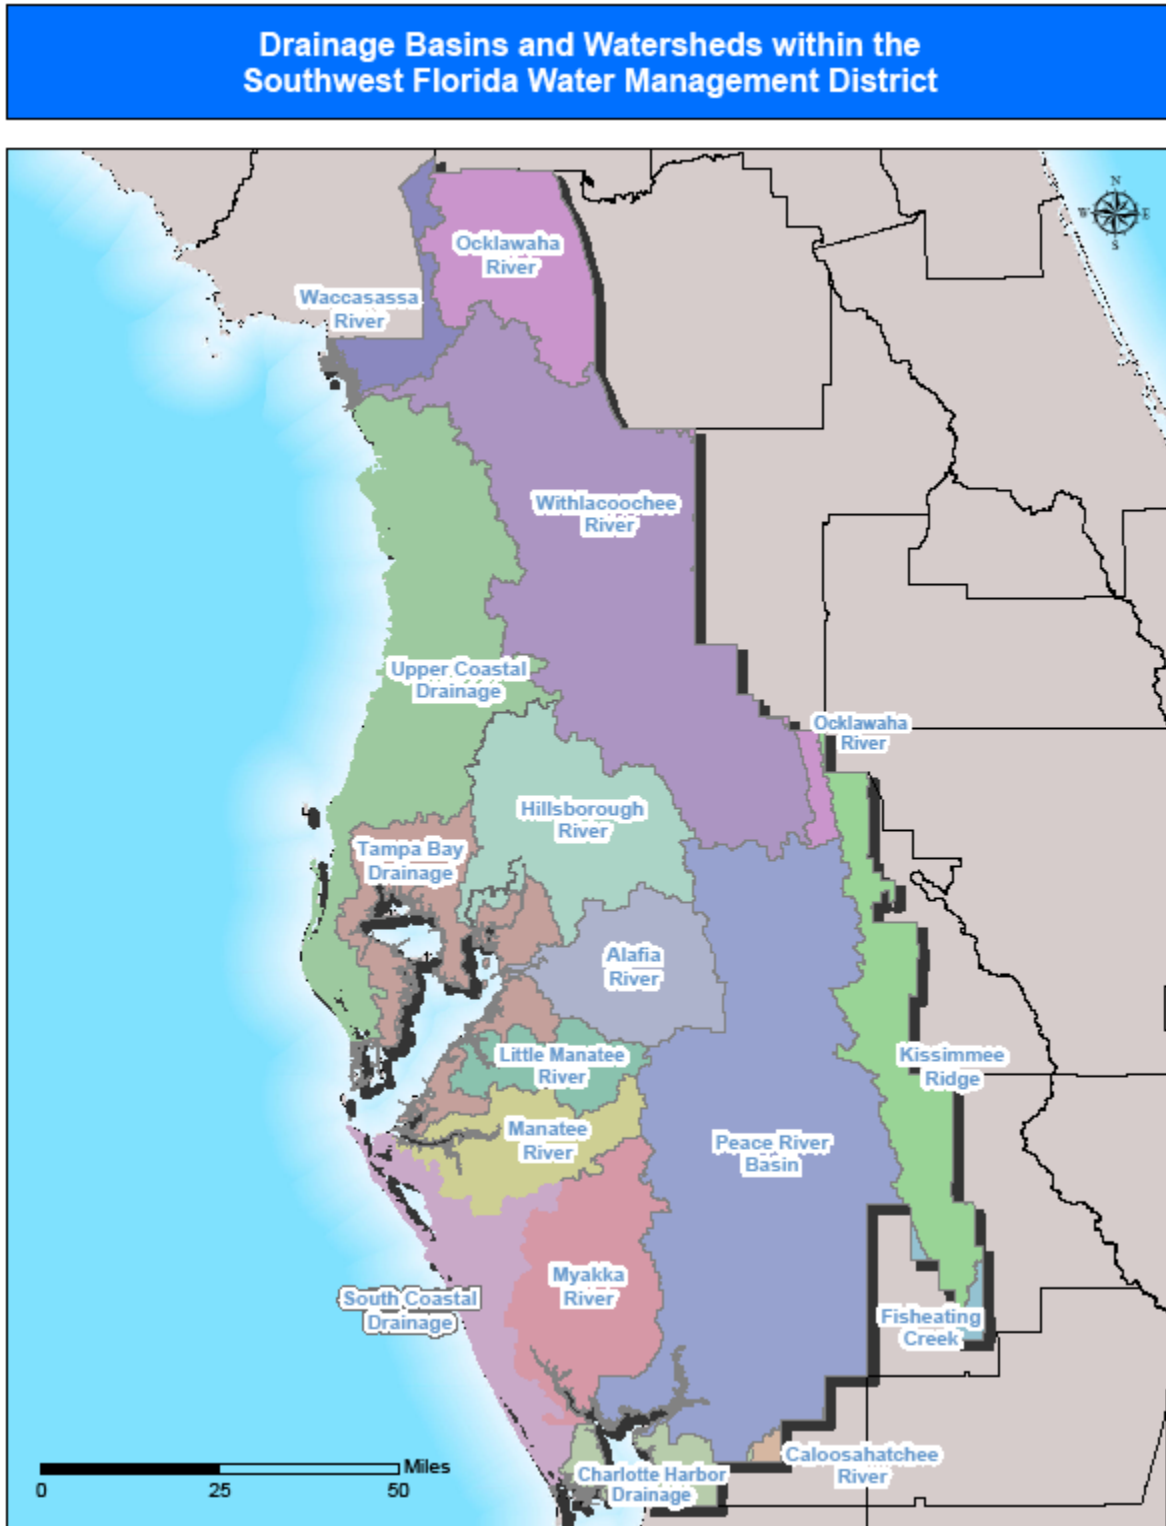 Drainage Basins and Watersheds within the
Southwest Florida Water Management District
N
W E
S
Ocklawaha
River
Waccasassa
River
Withlacoochee
River
Upper Coastal
Drainage
Ocklawaha
River
Hillsborough
River
Tampa Bay
Drainage
Alafia
River
Little Manatee
River
Kissimmee
Ridge
Manatee
River
Peace River
Basin
Myakka
River
South Coastal
Drainage
Fisheating
Creek
Caloosahatchee
River
Charlotte Harbor
Drainage
Miles
0 25 50